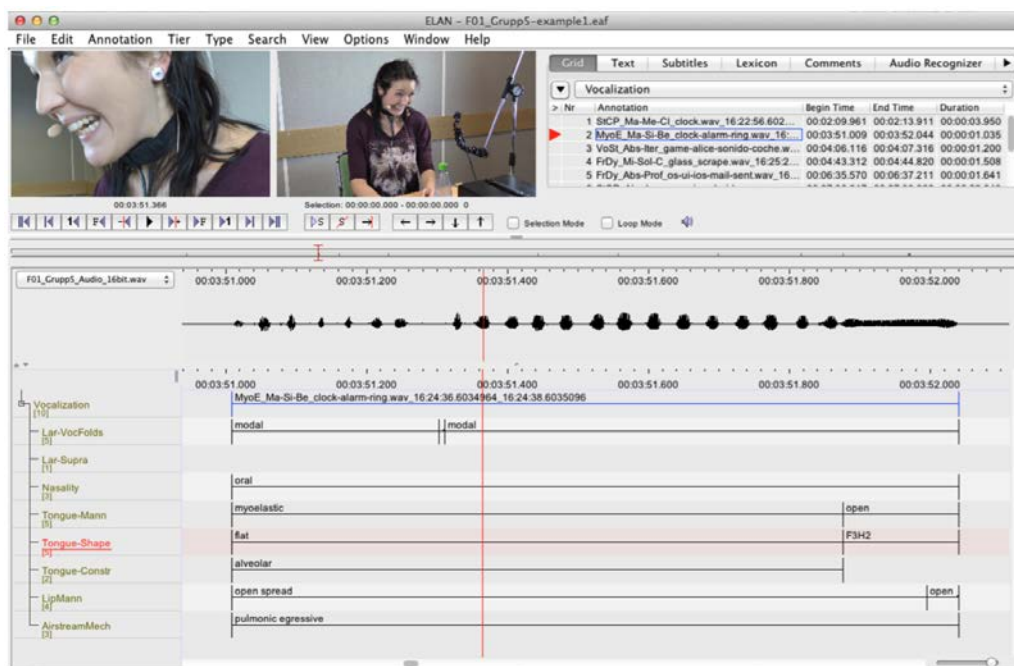 ELAN - F01_Grupp5-example1.eaf
File Edit Annotation Tier Type Search View Options Window Help
Grid Text Subtitles Lexicon Comments Audio Recognizer
Vocalization
> Nr Annotation Begin Time End Time Duration
1 StCP_Ma-Me-Cl_clock.wav_16:22:56.602... 00:02:09.961 00:02:13.911 00:00:03.950
2 MyoE_Ma-Si-Be_clock-alarm-ring.wav_16:... 00:03:51.009 00:03:52.044 00:00:01.035
3 VoSt_Abs-Iter_game-alice-sonido-coche.w... 00:04:06.116 00:04:07.316 00:00:01.200
4 FrDy_Mi-Sol-C_glass_scrape.wav_16:25:2... 00:04:43.312 00:04:44.820 00:00:01.508
5 FrDy_Abs-Prof_os-ui-ios-mail-sent.wav_16... 00:06:35.570 00:06:37.211 00:00:01.641
00:03:51.366
Selection: 00:00:00.000 - 00:00:00.000 0
Selection Mode Loop Mode
F01_Grupp5_Audio_16bit.wav
00:03:51.000 00:03:51.200 00:03:51.400 00:03:51.600 00:03:51.800 00:03:52.000
00:03:51.000 00:03:51.200 00:03:51.400 00:03:51.600 00:03:51.800 00:03:52.000
Vocalization MyoE_Ma-Si-Be_clock-alarm-ring.wav_16:24:36.6034964_16:24:38.6035096
[10]
Lar-VocFolds modal modal
[5]
Lar-Supra
[1]
Nasality oral
[3]
Tongue-Mann myoelastic open
[5]
Tongue-Shape flat F3H2
[5]
Tongue-Constr alveolar
[2]
LipMann open spread open
[4]
AirstreamMech pulmonic egressive
[3]